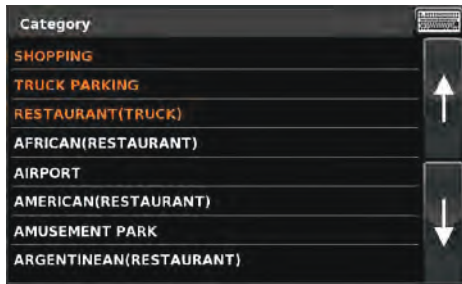 Category
SHOPPING
TRUCK PARKING
RESTAURANT(TRUCK)
AFRICAN(RESTAURANT)
AIRPORT
AMERICAN(RESTAURANT)
AMUSEMENT PARK
ARGENTINEAN(RESTAURANT)